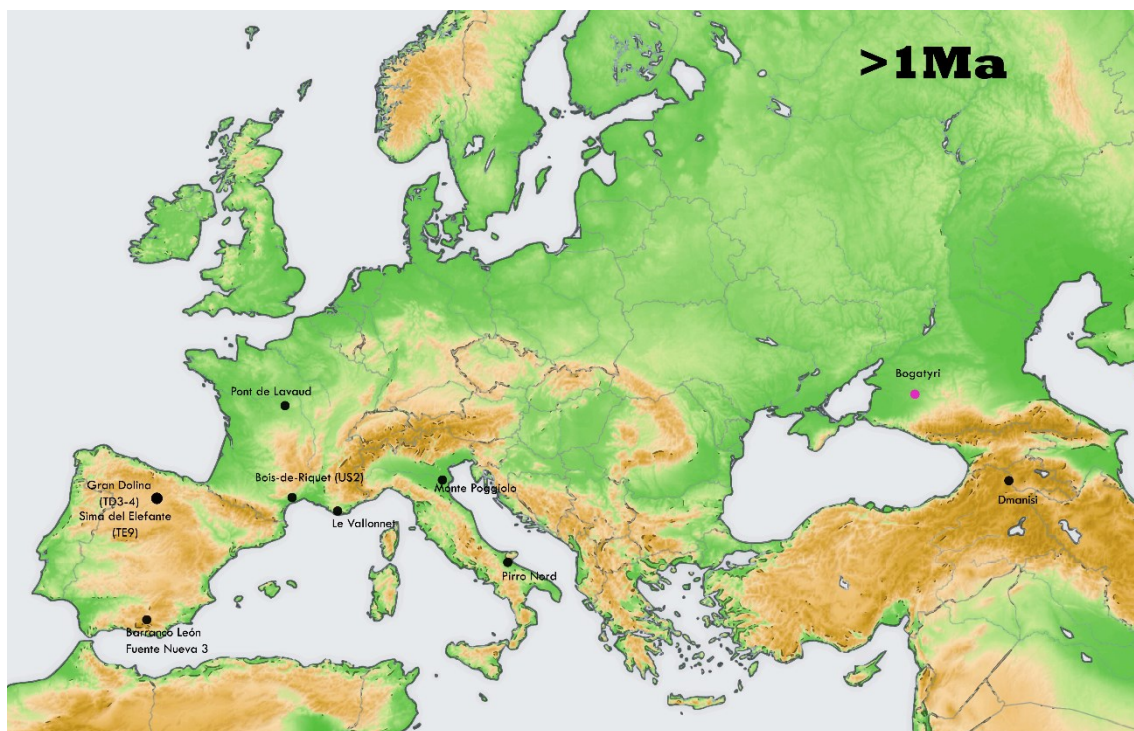 >1Ma
Bogatyri
Pont de Lavaud
Bois-de-Riquet (US2)
Gran Dolina
(TD3-4)
Sima del Elefante
(TE9)
Monte Poggiolo
Dmanisi
Le Vallonnet
Pirro Nord
Barranco León
Fuente Nueva 3